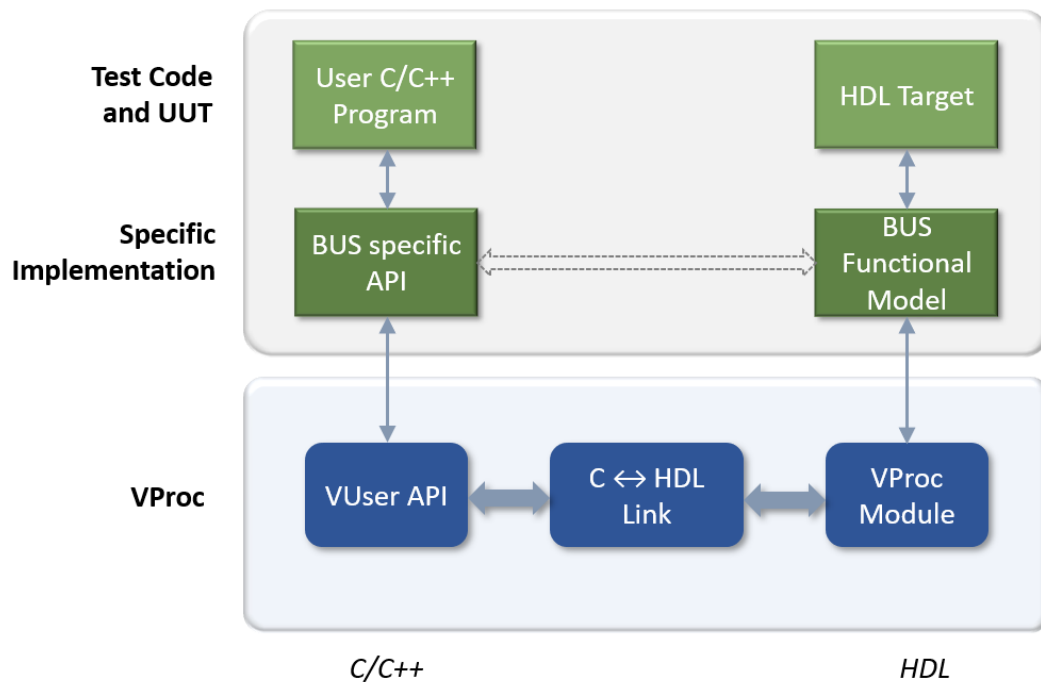 Test Code
and UUT
User C/C++
Program
HDL Target
Specific
Implementation
BUS specific
API
BUS
Functional
Model
VProc
VUser API
C ↔ HDL
Link
VProc
Module
C/C++
HDL